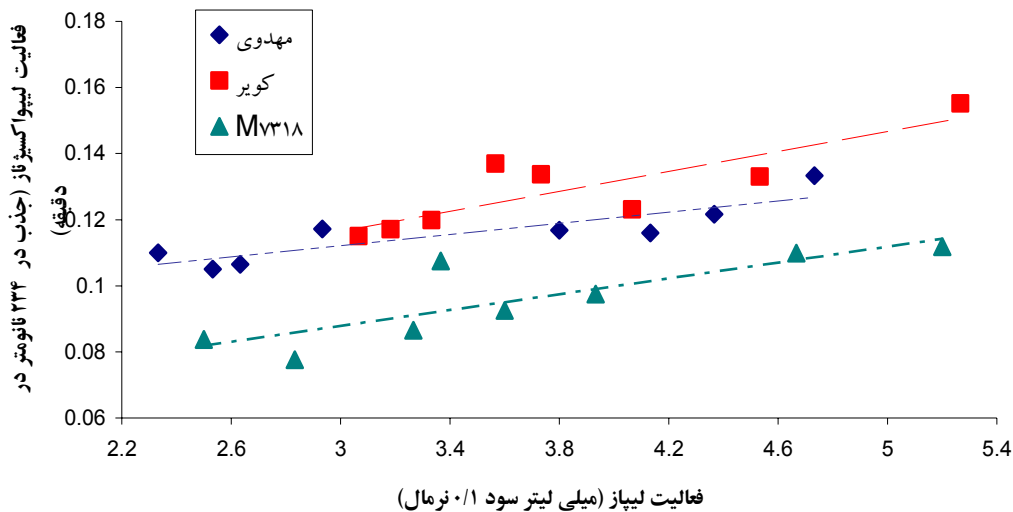 فعالیت لیپواکسیژناز (جذب در ۲۳۴ نانومتر در
دقیقه)
0.18
0.16
0.14
0.12
0.1
0.08
0.06
مهدوی
کویر
M۷۳۱۸
2.2
3
3.4
3.8
4.2
4.6
5
5.4
فعالیت لیپاز (میلی لیتر سود ۰/۱ نرمال)